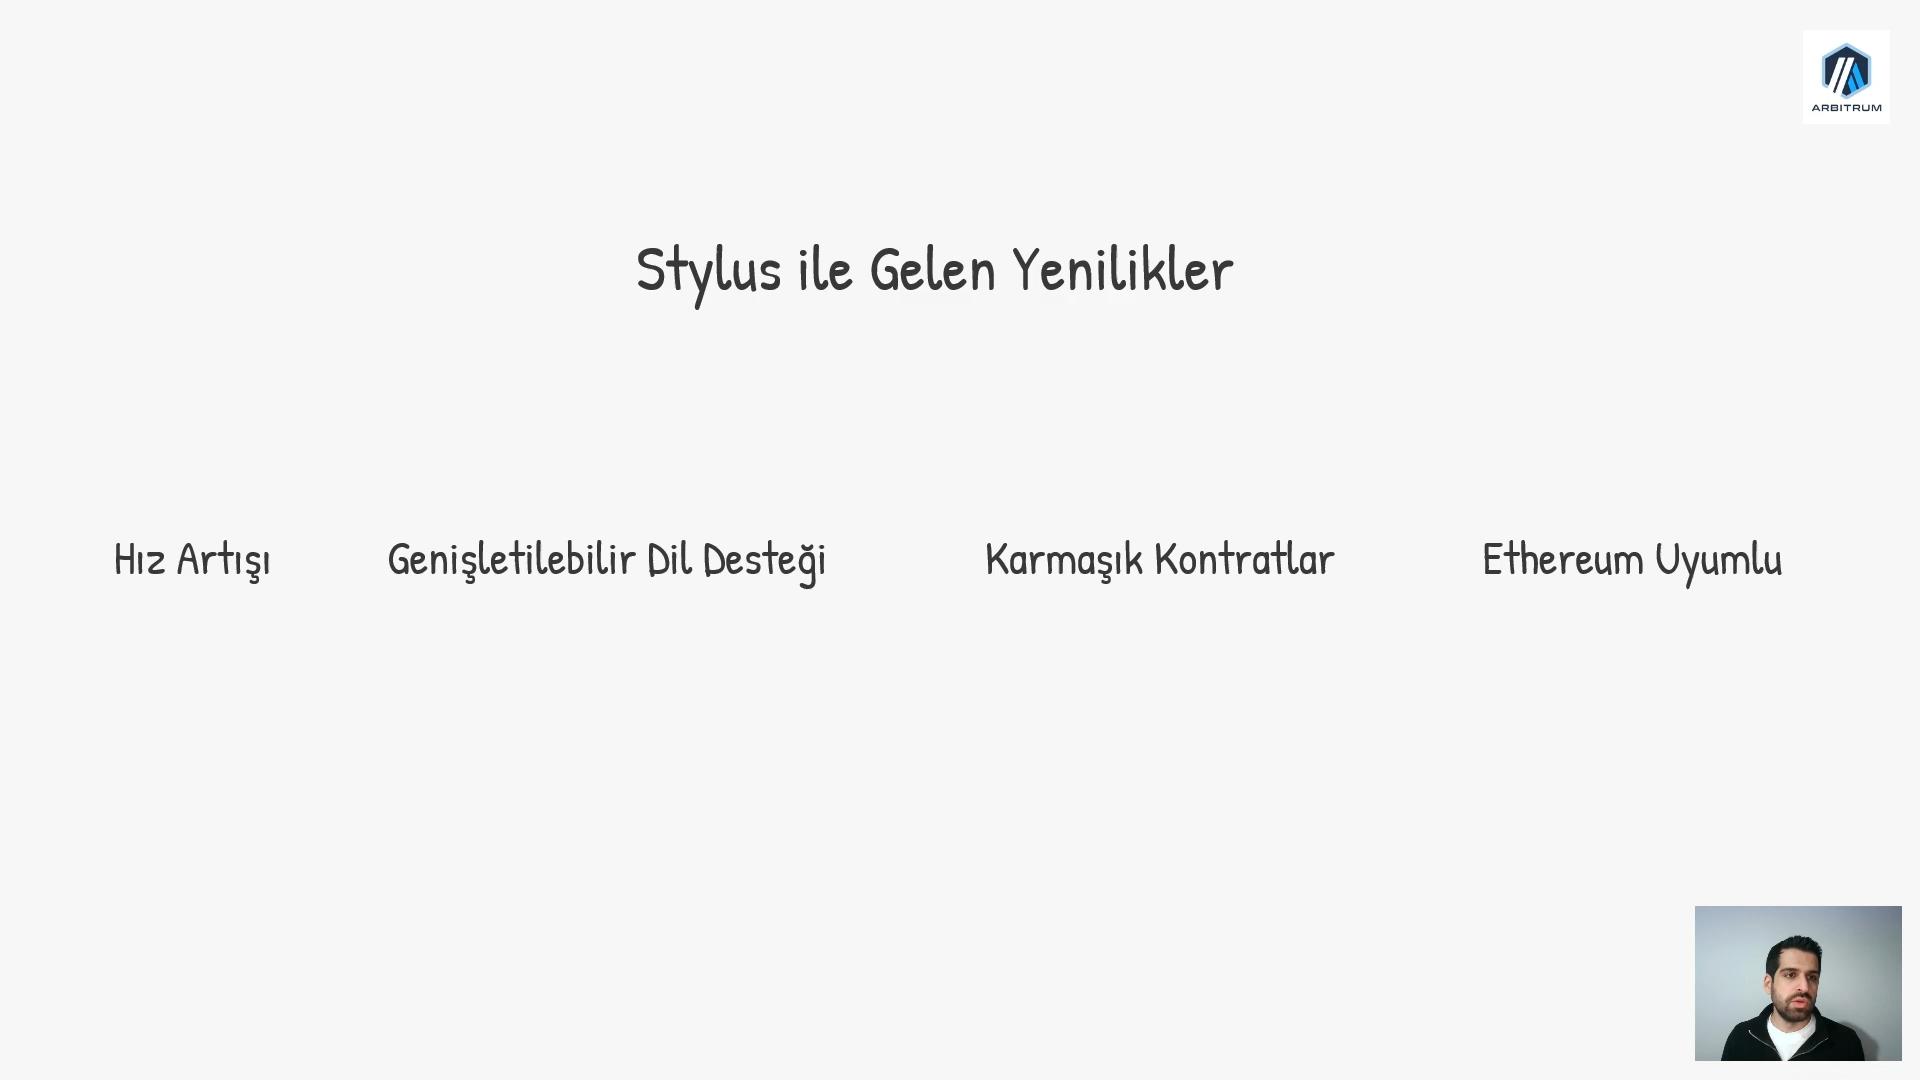 ARBITRUM
Stylus ile Gelen Yenilikler
Hız Artışı
Genişletilebilir Dil Desteği
Karmaşık Kontratlar
Ethereum Uyumlu